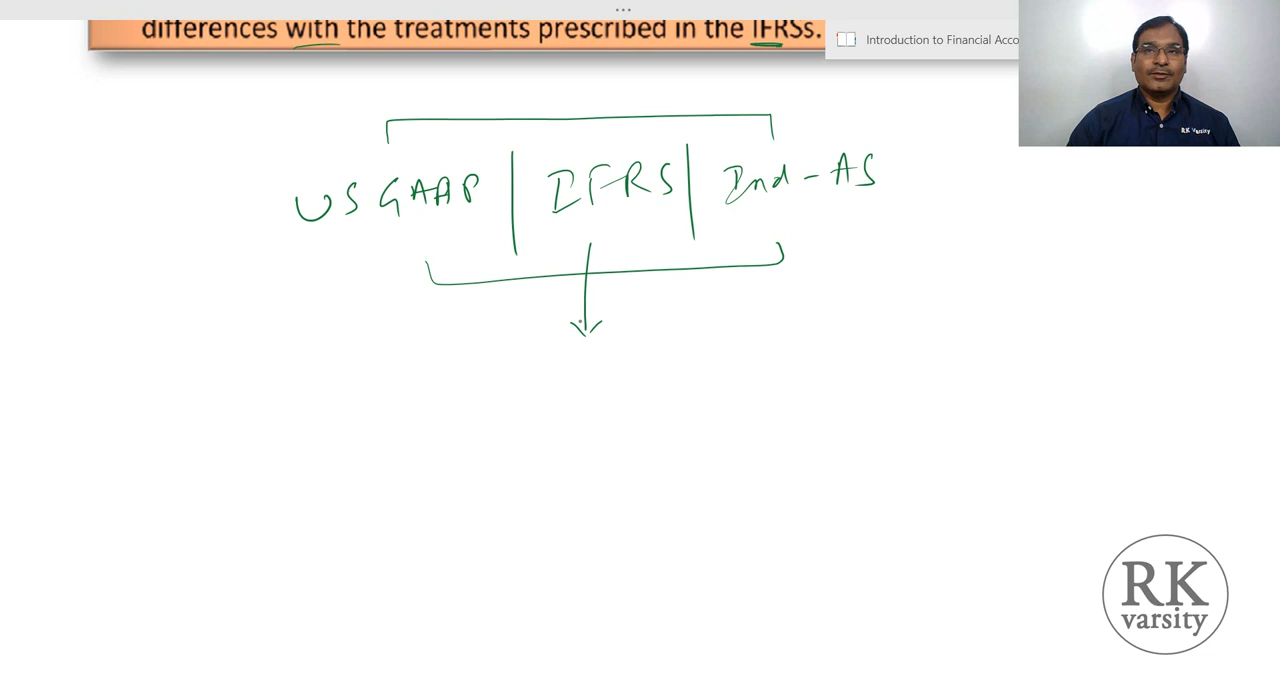 ...
differences with the treatments prescribed in the IFRSs.
Introduction to Financial Acco
RK Varsity
US GAAP | IFRS | Ind-AS
RK
varsity